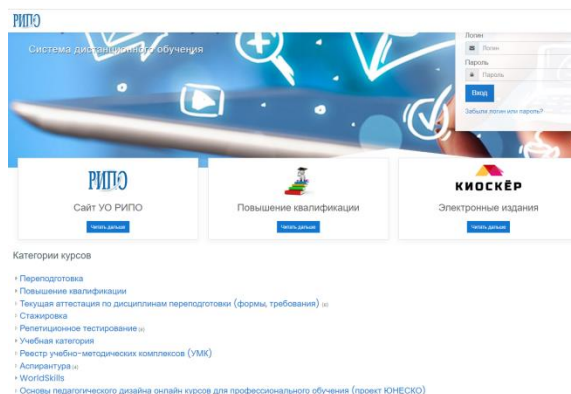 РИПО
Система дистанционного обучения
Логин
Логин
Пароль
Пароль
Вход
Забыли логин или пароль?
РИПО
Сайт УО РИПО
Читать дальше
Повышение квалификации
Читать дальше
КИОСКЁР
Электронные издания
Читать дальше
Категории курсов
Переподготовка
Повышение квалификации
Текущая аттестация по дисциплинам переподготовки (формы, требования)
Стажировка
Репетиционное тестирование
Учебная категория
Реестр учебно-методических комплексов (УМК)
Аспирантура
WorldSkills
Основы педагогического дизайна онлайн курсов для профессионального обучения (проект ЮНЕСКО)